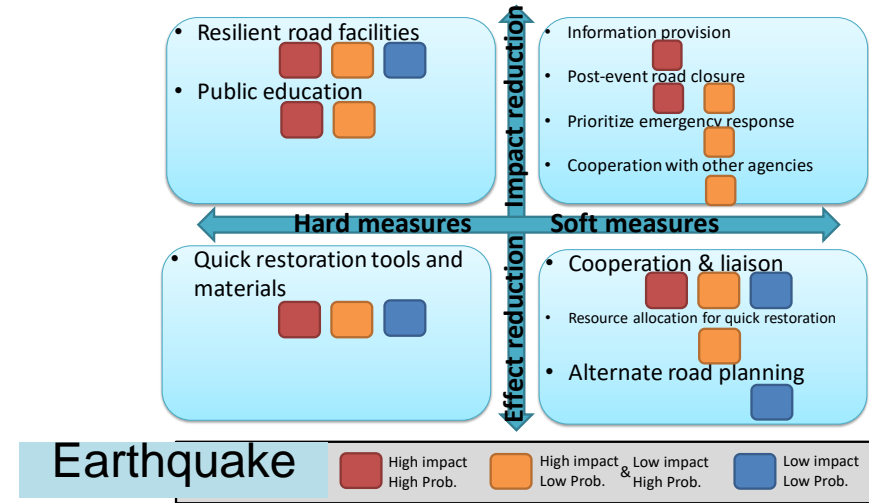 • Resilient road facilities
• Public education
• Information provision
• Post-event road closure
• Prioritize emergency response
• Cooperation with other agencies
Impact reduction
Hard measures
Soft measures
Effect reduction
• Quick restoration tools and
materials
• Cooperation & liaison
• Resource allocation for quick restoration
• Alternate road planning
Earthquake
High impact
High Prob.
High impact & Low impact
Low Prob. High Prob.
Low impact
Low Prob.